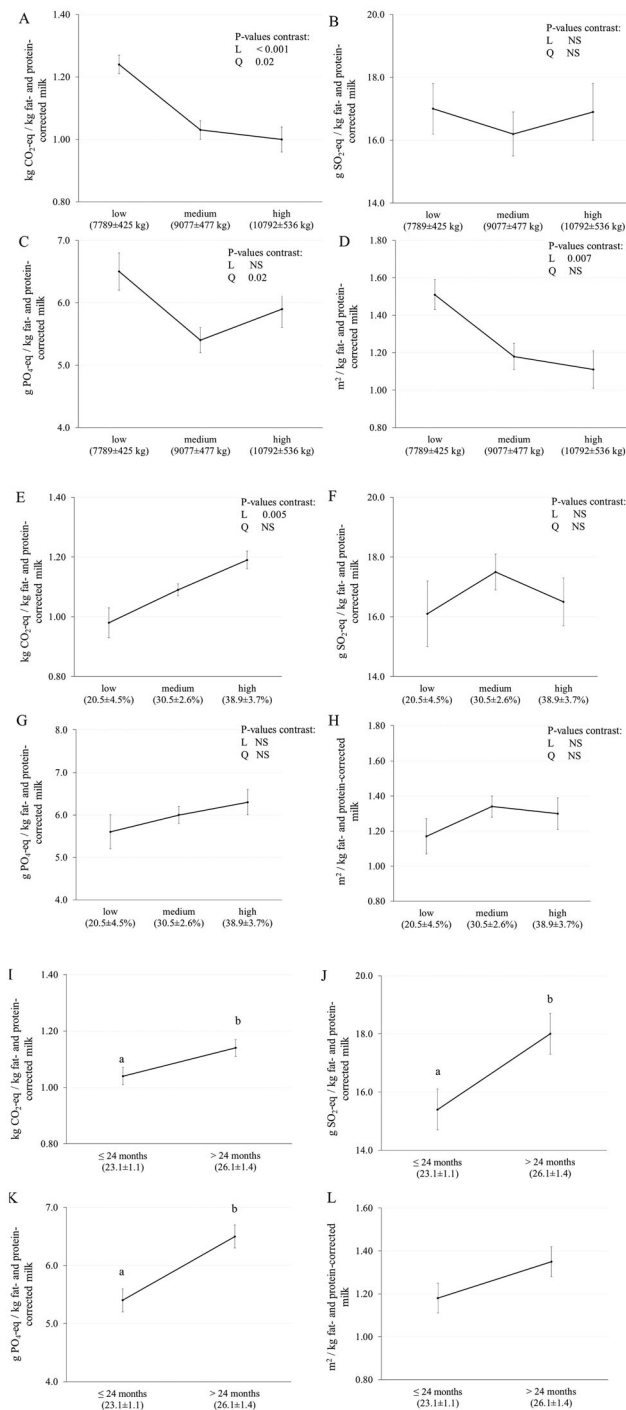 A
kg CO2-eq / kg fat- and protein-
corrected milk
1.40
1.20
1.00
0.80
P-values contrast:
L < 0.001
Q 0.02
low
(7789±425 kg)
medium
(9077±477 kg)
high
(10792±536 kg)
B
g SO2-eq / kg fat- and protein-
corrected milk
20.0
18.0
16.0
14.0
P-values contrast:
L NS
Q NS
low
(7789±425 kg)
medium
(9077±477 kg)
high
(10792±536 kg)
C
g PO4-eq / kg fat- and protein-
corrected milk
7.0
6.0
5.0
4.0
P-values contrast:
L NS
Q 0.02
low
(7789±425 kg)
medium
(9077±477 kg)
high
(10792±536 kg)
D
m2 / kg fat- and protein-
corrected milk
1.80
1.60
1.40
1.20
1.00
0.80
P-values contrast:
L 0.007
Q NS
low
(7789±425 kg)
medium
(9077±477 kg)
high
(10792±536 kg)
E
kg CO2-eq / kg fat- and protein-
corrected milk
1.40
1.20
1.00
0.80
P-values contrast:
L 0.005
Q NS
low
(20.5±4.5%)
medium
(30.5±2.6%)
high
(38.9±3.7%)
F
g SO2-eq / kg fat- and protein-
corrected milk
20.0
18.0
16.0
14.0
P-values contrast:
L NS
Q NS
low
(20.5±4.5%)
medium
(30.5±2.6%)
high
(38.9±3.7%)
G
g PO4-eq / kg fat- and protein-
corrected milk
8.0
7.0
6.0
5.0
4.0
P-values contrast:
L NS
Q NS
low
(20.5±4.5%)
medium
(30.5±2.6%)
high
(38.9±3.7%)
H
m2 / kg fat- and protein-corrected
milk
1.80
1.60
1.40
1.20
1.00
0.80
P-values contrast:
L NS
Q NS
low
(20.5±4.5%)
medium
(30.5±2.6%)
high
(38.9±3.7%)
I
kg CO2-eq / kg fat- and protein-
corrected milk
1.40
1.20
1.00
0.80
a
b
≤ 24 months
(23.1±1.1)
> 24 months
(26.1±1.4)
J
g SO2-eq / kg fat- and protein-
corrected milk
20.0
18.0
16.0
14.0
a
b
≤ 24 months
(23.1±1.1)
> 24 months
(26.1±1.4)
K
g PO4-eq / kg fat- and protein-
corrected milk
7.0
6.0
5.0
4.0
a
b
≤ 24 months
(23.1±1.1)
> 24 months
(26.1±1.4)
L
m2 / kg fat- and protein-corrected
milk
1.60
1.40
1.20
1.00
0.80
≤ 24 months
(23.1±1.1)
> 24 months
(26.1±1.4)